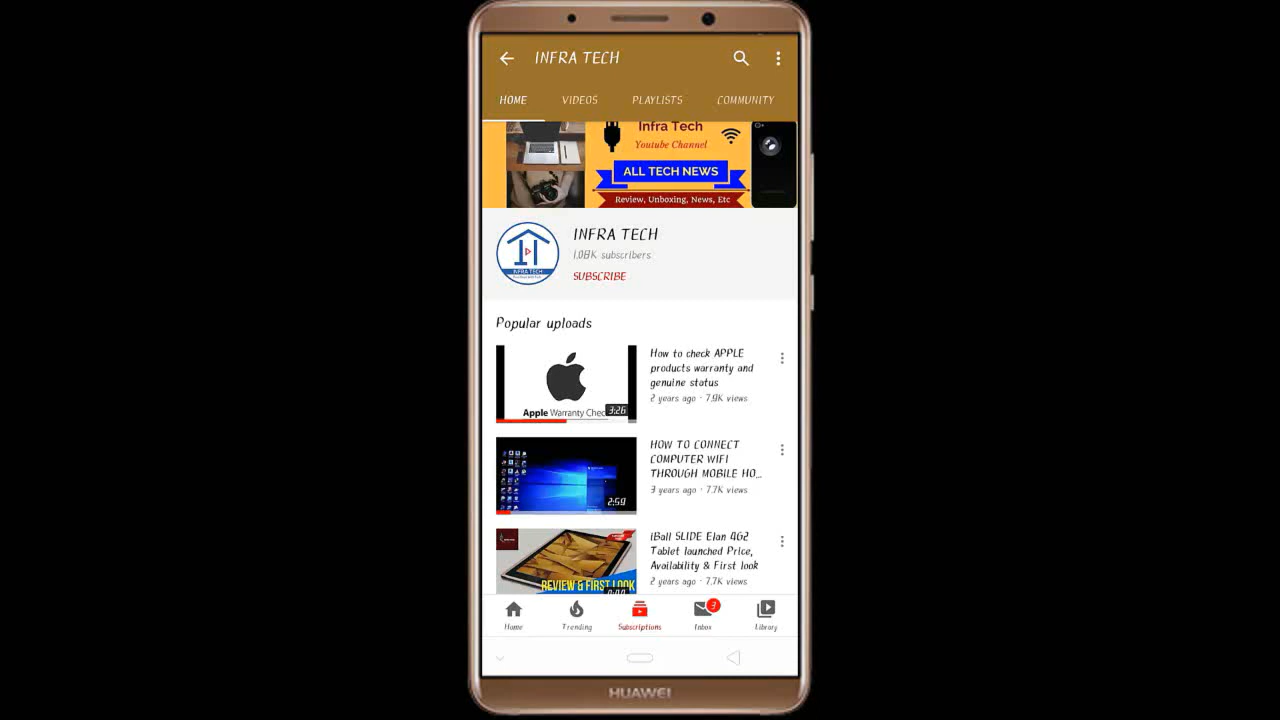 INFRA TECH
HOME VIDEOS PLAYLISTS COMMUNITY
Infra Tech
Youtube Channel
ALL TECH NEWS
Review, Unboxing, News, Etc
INFRA TECH
INFRA TECH
1.08K subscribers
SUBSCRIBE
Popular uploads
How to check APPLE
products warranty and
genuine status
2 years ago · 7.9K views
Apple Warranty Chec
3:26
HOW TO CONNECT
COMPUTER WIFI
THROUGH MOBILE HO...
3 years ago · 7.7K views
2:59
iBall SLIDE Elan 4G2
Tablet launched Price,
Availability & First look
2 years ago · 7.7K views
REVIEW & FIRST LOOK
3
Home Trending Subscriptions Inbox Library
HUAWEI